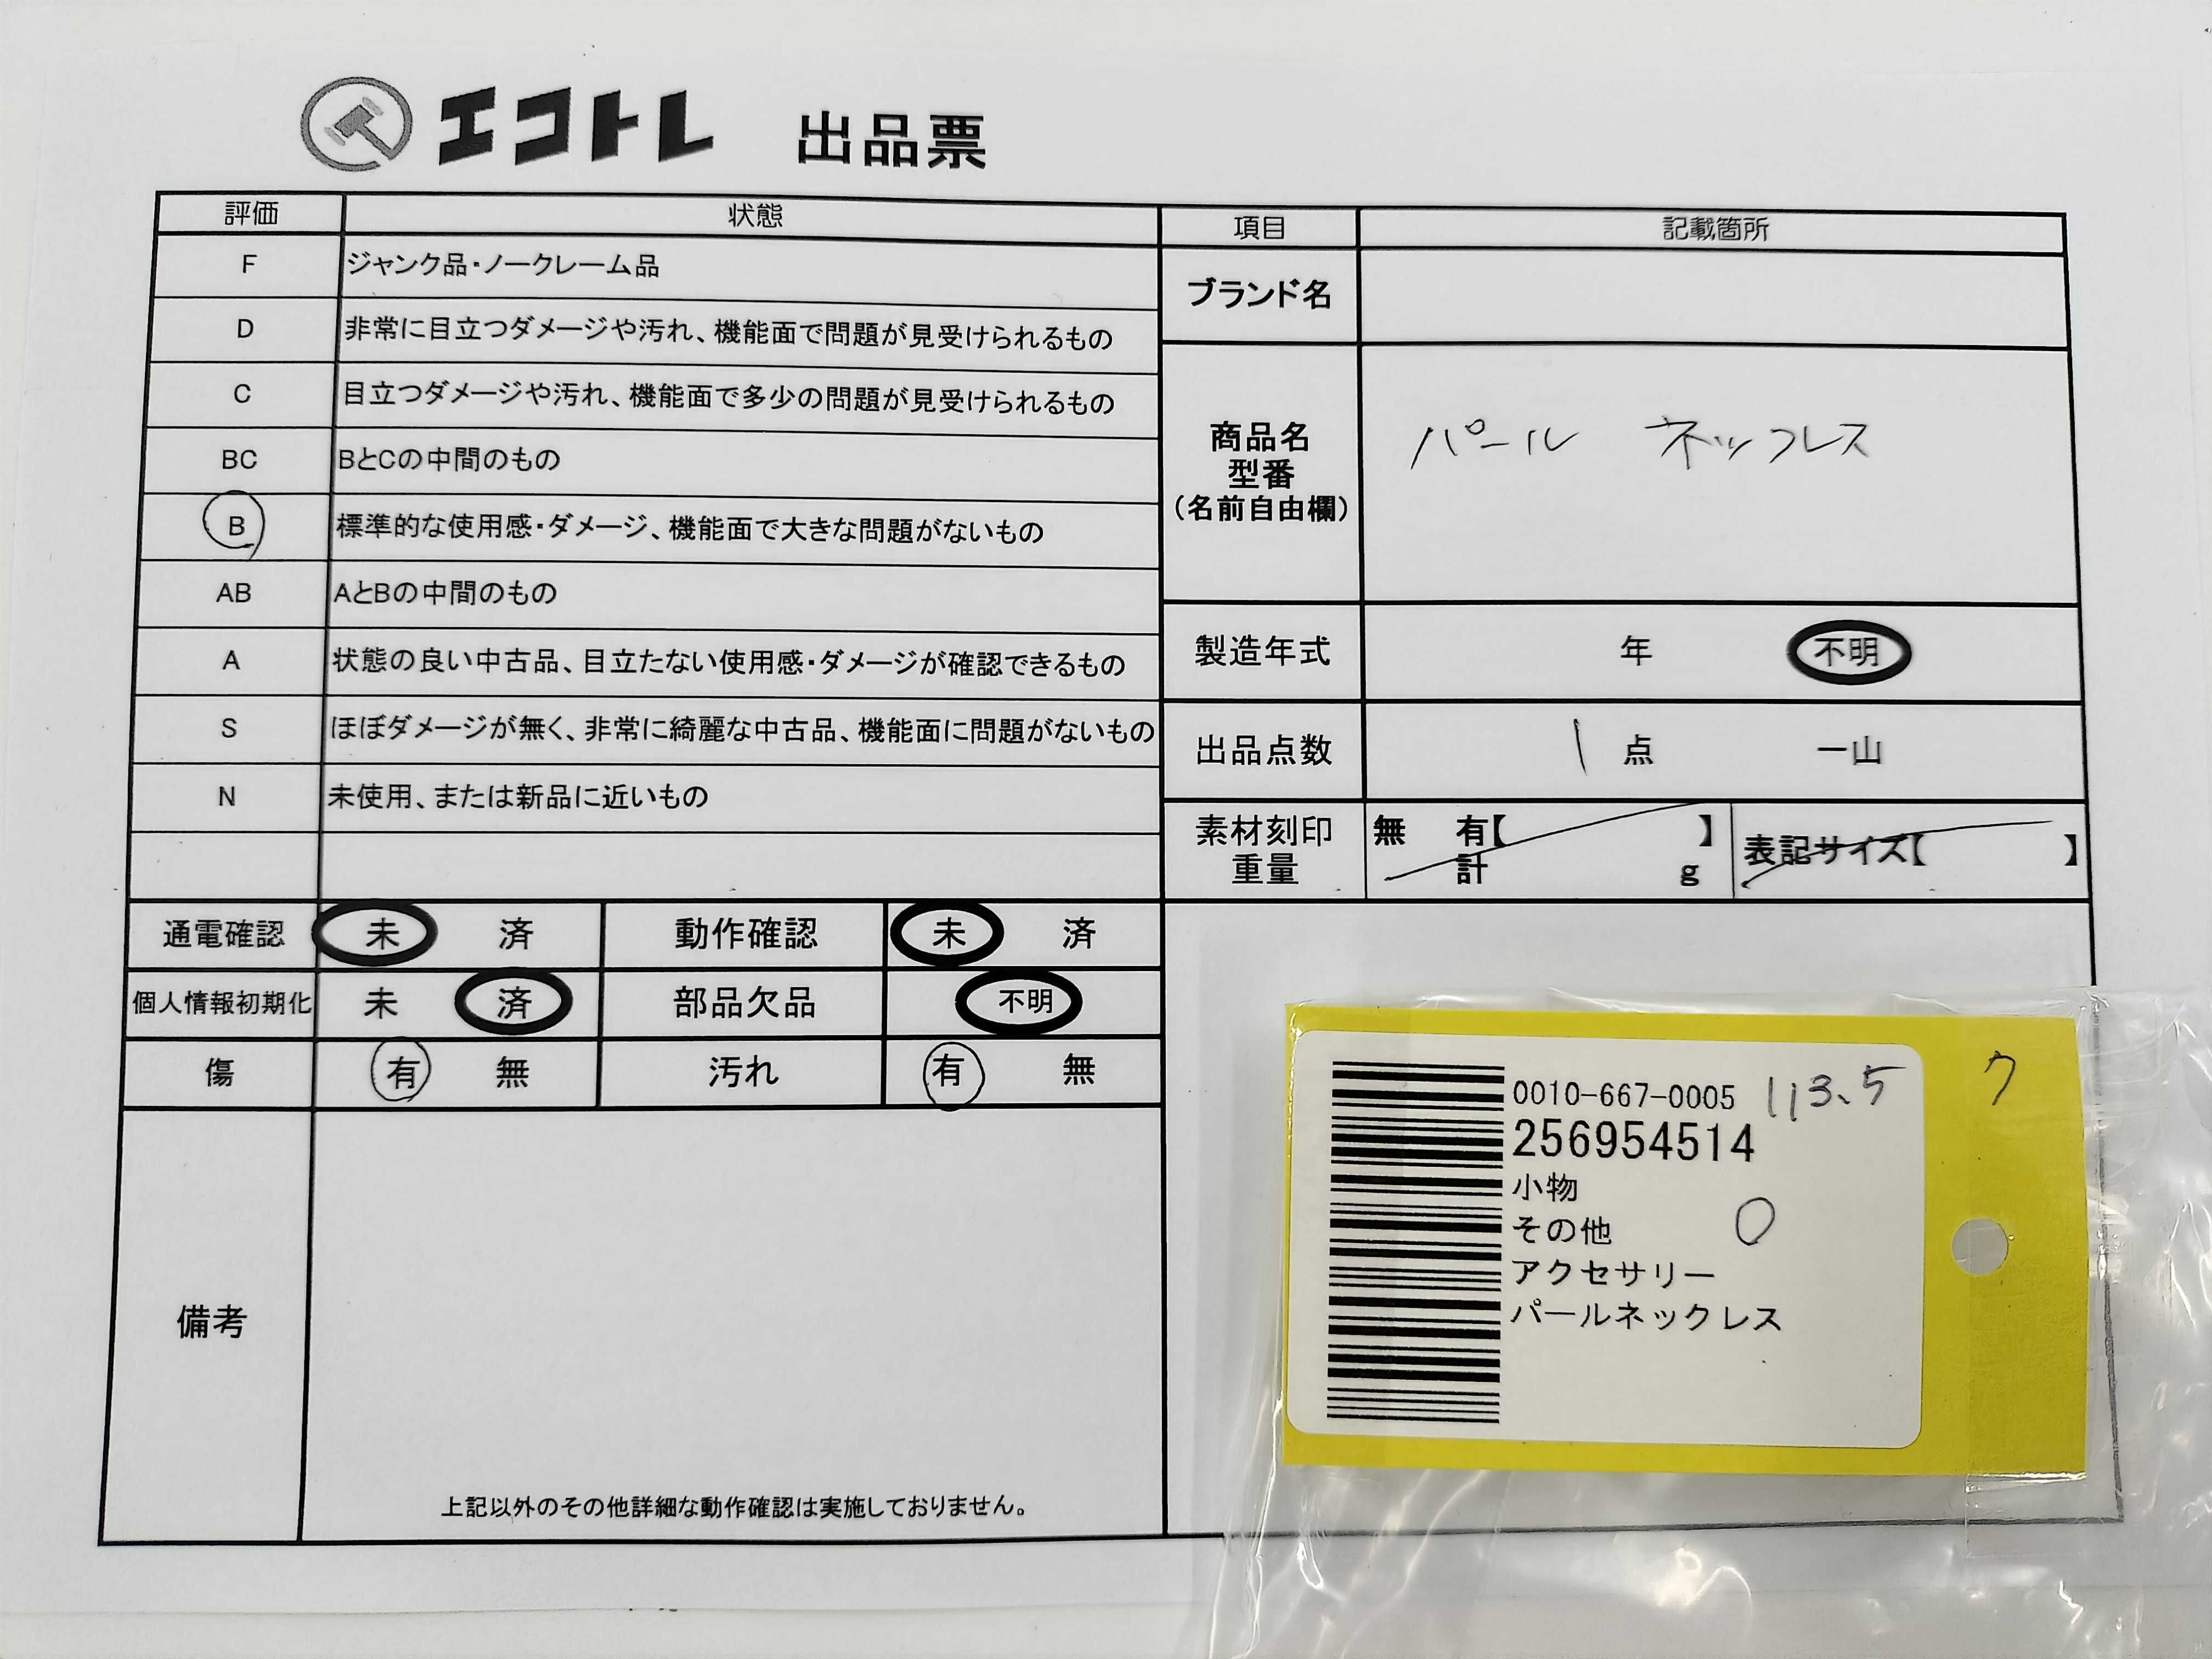 エコトレ 出品票
評価 状態
F ジャンク品・ノークレーム品
D 非常に目立つダメージや汚れ、機能面で問題が見受けられるもの
C 目立つダメージや汚れ、機能面で多少の問題が見受けられるもの
BC BとCの中間のもの
B 標準的な使用感・ダメージ、機能面で大きな問題がないもの
AB AとBの中間のもの
A 状態の良い中古品、目立たない使用感・ダメージが確認できるもの
S ほぼダメージが無く、非常に綺麗な中古品、機能面に問題がないもの
N 未使用、または新品に近いもの
項目 記載箇所
ブランド名
商品名
型番
(名前自由欄)
パール ネックレス
製造年式 年 不明
出品点数 1 点 一山
素材刻印
重量
無 有【 】
計 g
表記サイズ【 】
通電確認 未 済 動作確認 未 済
個人情報初期化 未 済 部品欠品 不明
傷 有 無 汚れ 有 無
備考
上記以外のその他詳細な動作確認は実施しておりません。
0010-667-0005 113.5 ク
256954514
小物
その他 0
アクセサリー
パールネックレス